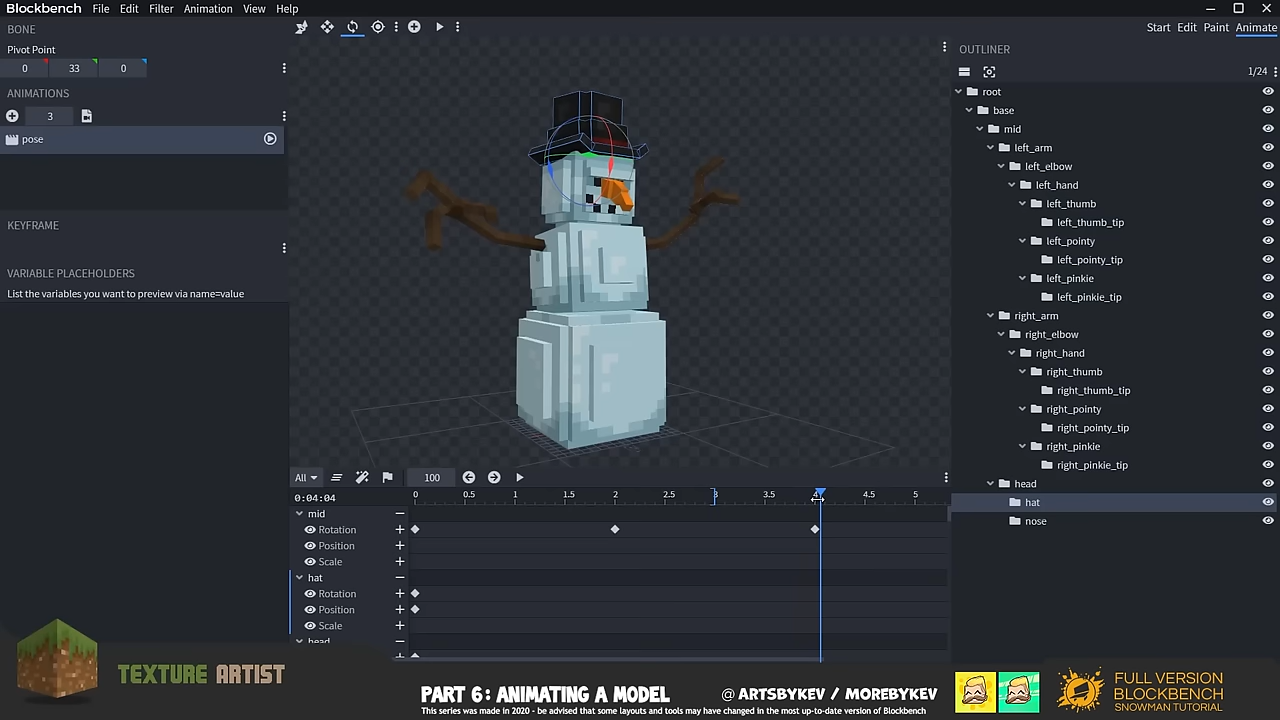 Blockbench File Edit Filter Animation View Help
BONE
Pivot Point
0 33 0
ANIMATIONS
3
pose
KEYFRAME
VARIABLE PLACEHOLDERS
List the variables you want to preview via name=value
Start Edit Paint Animate
OUTLINER
1/24
root
base
mid
left_arm
left_elbow
left_hand
left_thumb
left_thumb_tip
left_pointy
left_pointy_tip
left_pinkie
left_pinkie_tip
right_arm
right_elbow
right_hand
right_thumb
right_thumb_tip
right_pointy
right_pointy_tip
right_pinkie
right_pinkie_tip
head
hat
nose
All 100
0:04:04 0 0.5 1 1.5 2 2.5 3 3.5 4 4.5 5
mid
Rotation
Position
Scale
hat
Rotation
Position
Scale
head
TEXTURE ARTIST
PART 6: ANIMATING A MODEL @ARTSBYKEV / MOREBYKEV
This series was made in 2020 - be advised that some layouts and tools may have changed in the most up-to-date version of Blockbench
FULL VERSION
BLOCKBENCH
SNOWMAN TUTORIAL